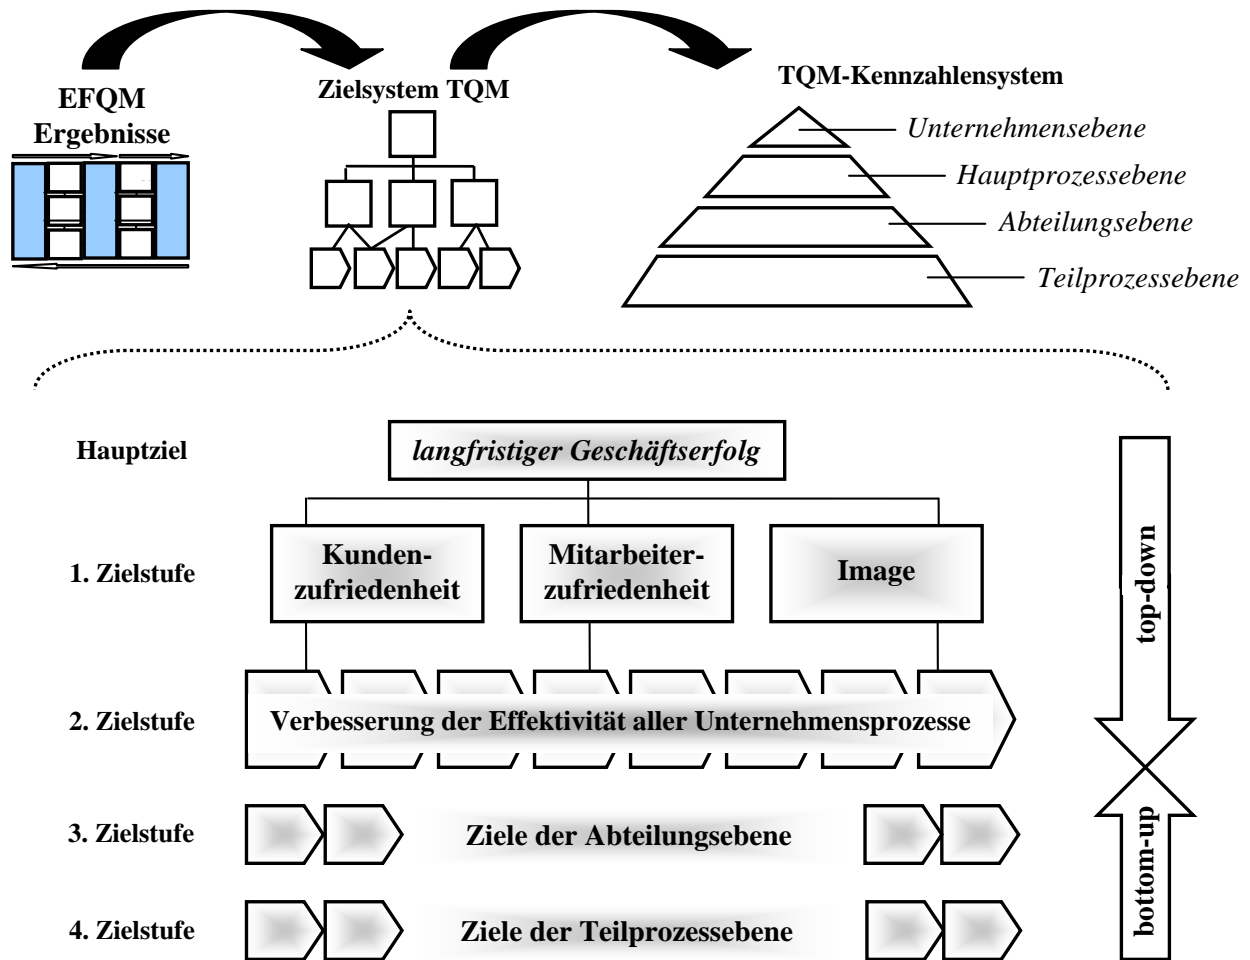 EFQM
Ergebnisse
Zielsystem TQM
TQM-Kennzahlensystem
Unternehmensebene
Hauptprozessebene
Abteilungsebene
Teilprozessebene
Hauptziel
langfristiger Geschäftserfolg
1. Zielstufe
Kunden-
zufriedenheit
Mitarbeiter-
zufriedenheit
Image
2. Zielstufe
Verbesserung der Effektivität aller Unternehmensprozesse
3. Zielstufe
Ziele der Abteilungsebene
4. Zielstufe
Ziele der Teilprozessebene
top-down
bottom-up